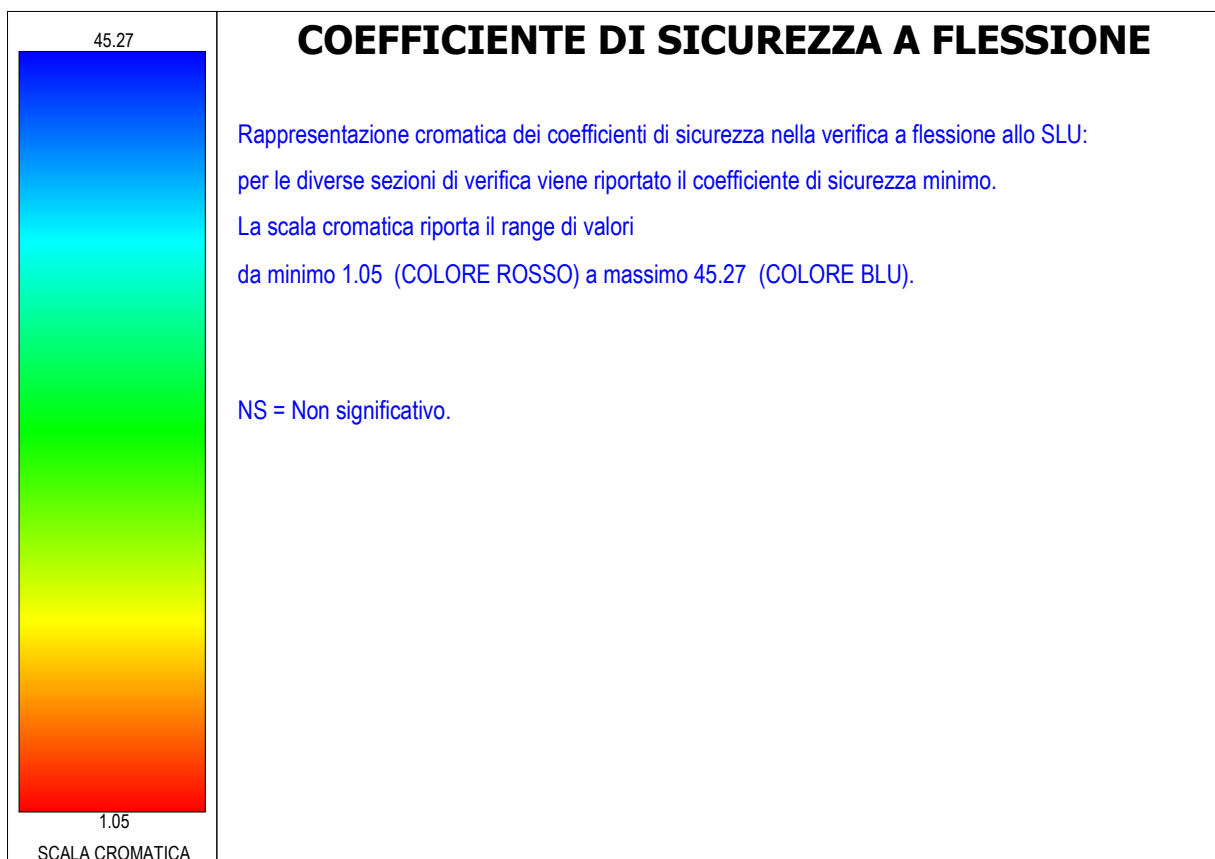 45.27
COEFFICIENTE DI SICUREZZA A FLESSIONE
Rappresentazione cromatica dei coefficienti di sicurezza nella verifica a flessione allo SLU:
per le diverse sezioni di verifica viene riportato il coefficiente di sicurezza minimo.
La scala cromatica riporta il range di valori
da minimo 1.05 (COLORE ROSSO) a massimo 45.27 (COLORE BLU).
NS = Non significativo.
1.05
SCALA CROMATICA